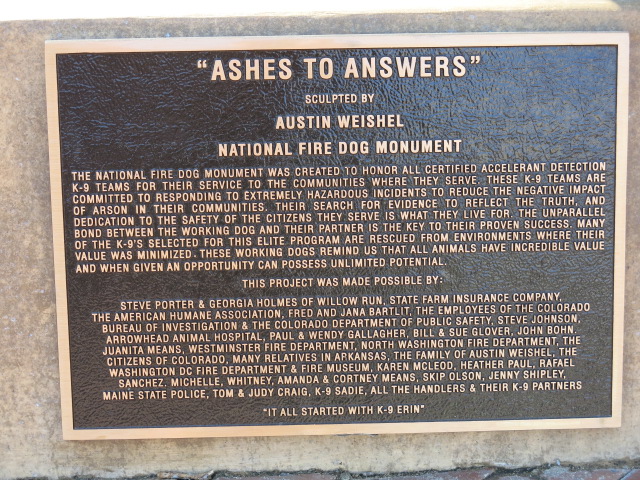 "ASHES TO ANSWERS"
SCULPTED BY
AUSTIN WEISHEL
NATIONAL FIRE DOG MONUMENT
THE NATIONAL FIRE DOG MONUMENT WAS CREATED TO HONOR ALL CERTIFIED ACCELERANT DETECTION
K-9 TEAMS FOR THEIR SERVICE TO THE COMMUNITIES WHERE THEY SERVE. THESE K-9 TEAMS ARE
COMMITTED TO RESPONDING TO EXTREMELY HAZARDOUS INCIDENTS TO REDUCE THE NEGATIVE IMPACT
OF ARSON IN THEIR COMMUNITIES. THEIR SEARCH FOR EVIDENCE TO REFLECT THE TRUTH, AND
DEDICATION TO THE SAFETY OF THE CITIZENS THEY SERVE IS WHAT THEY LIVE FOR. THE UNPARALLEL
BOND BETWEEN THE WORKING DOG AND THEIR PARTNER IS THE KEY TO THEIR PROVEN SUCCESS. MANY
OF THE K-9'S SELECTED FOR THIS ELITE PROGRAM ARE RESCUED FROM ENVIRONMENTS WHERE THEIR
VALUE WAS MINIMIZED. THESE WORKING DOGS REMIND US THAT ALL ANIMALS HAVE INCREDIBLE VALUE
AND WHEN GIVEN AN OPPORTUNITY CAN POSSESS UNLIMITED POTENTIAL.
THIS PROJECT WAS MADE POSSIBLE BY:
STEVE PORTER & GEORGIA HOLMES OF WILLOW RUN, STATE FARM INSURANCE COMPANY,
THE AMERICAN HUMANE ASSOCIATION, FRED AND JANA BARTLIT, THE EMPLOYEES OF THE COLORADO
BUREAU OF INVESTIGATION & THE COLORADO DEPARTMENT OF PUBLIC SAFETY, STEVE JOHNSON,
ARROWHEAD ANIMAL HOSPITAL, PAUL & WENDY GALLAGHER, BILL & SUE GLOVER, JOHN BOHN,
JUANITA MEANS, WESTMINSTER FIRE DEPARTMENT, NORTH WASHINGTON FIRE DEPARTMENT, THE
CITIZENS OF COLORADO, MANY RELATIVES IN ARKANSAS, THE FAMILY OF AUSTIN WEISHEL, THE
WASHINGTON DC FIRE DEPARTMENT & FIRE MUSEUM, KAREN MCLEOD, HEATHER PAUL, RAFAEL
SANCHEZ, MICHELLE, WHITNEY, AMANDA & CORTNEY MEANS, SKIP OLSON, JENNY SHIPLEY,
MAINE STATE POLICE, TOM & JUDY CRAIG, K-9 SADIE, ALL THE HANDLERS & THEIR K-9 PARTNERS
"IT ALL STARTED WITH K-9 ERIN"